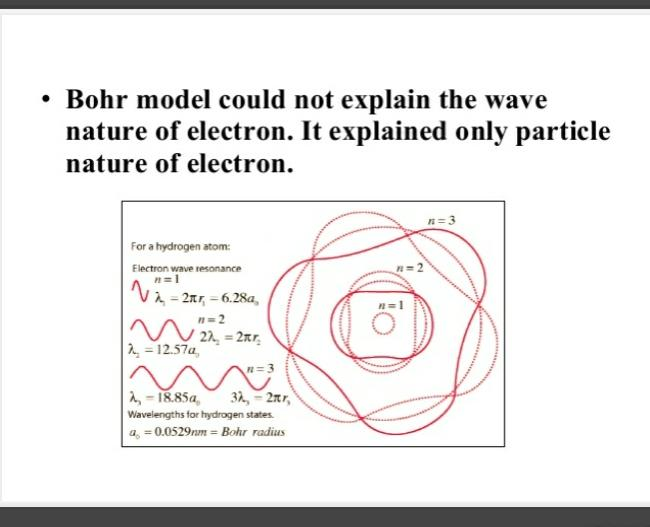 • Bohr model could not explain the wave
nature of electron. It explained only particle
nature of electron.
n = 3
For a hydrogen atom:
Electron wave resonance
n = 2
n = 1
λ₁ = 2πr₁ = 6.28a₀
n = 1
n = 2
2λ₂ = 2πr₂
λ₂ = 12.57a₀
n = 3
λ₃ = 18.85a₀ 3λ₃ = 2πr₃
Wavelengths for hydrogen states.
a₀ = 0.0529nm = Bohr radius